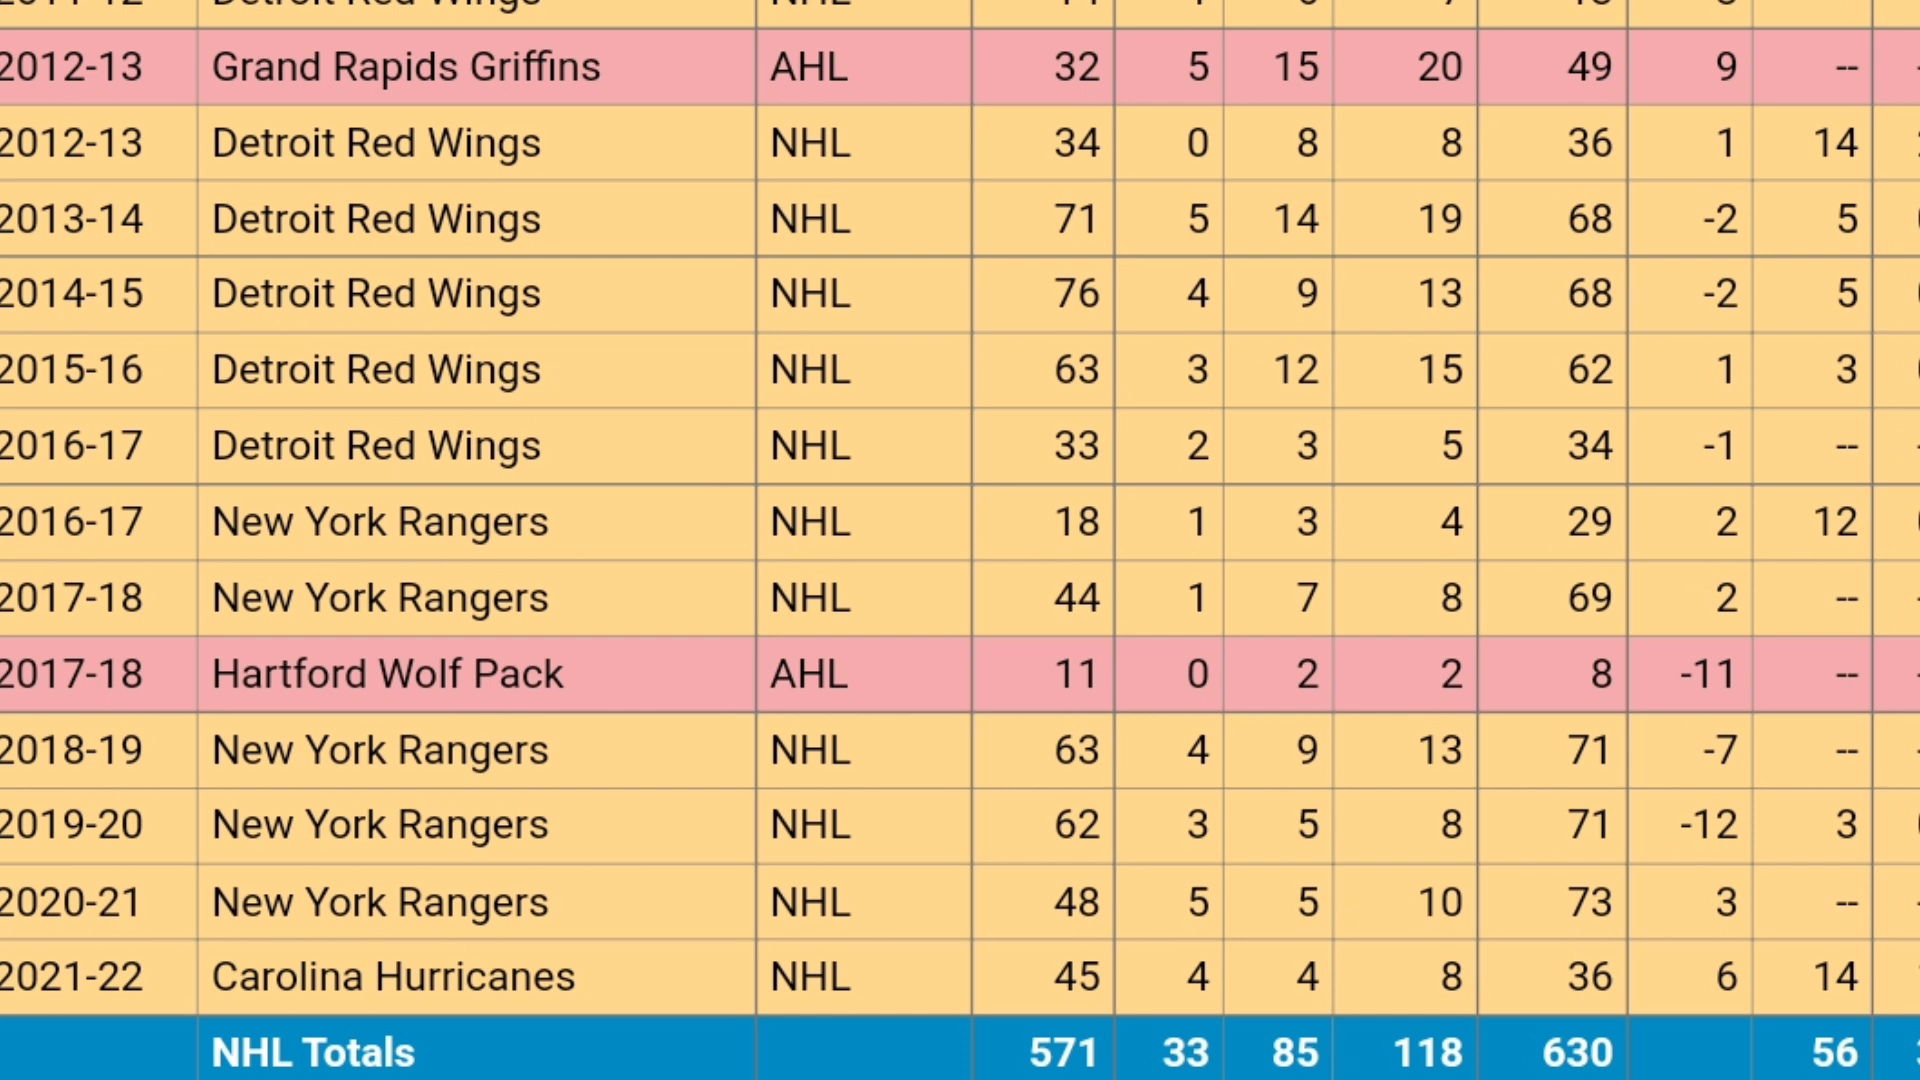 2012-13 Grand Rapids Griffins AHL 32 5 15 20 49 9 --
2012-13 Detroit Red Wings NHL 34 0 8 8 36 1 14
2013-14 Detroit Red Wings NHL 71 5 14 19 68 -2 5
2014-15 Detroit Red Wings NHL 76 4 9 13 68 -2 5
2015-16 Detroit Red Wings NHL 63 3 12 15 62 1 3
2016-17 Detroit Red Wings NHL 33 2 3 5 34 -1 --
2016-17 New York Rangers NHL 18 1 3 4 29 2 12
2017-18 New York Rangers NHL 44 1 7 8 69 2 --
2017-18 Hartford Wolf Pack AHL 11 0 2 2 8 -11 --
2018-19 New York Rangers NHL 63 4 9 13 71 -7 --
2019-20 New York Rangers NHL 62 3 5 8 71 -12 3
2020-21 New York Rangers NHL 48 5 5 10 73 3 --
2021-22 Carolina Hurricanes NHL 45 4 4 8 36 6 14
NHL Totals 571 33 85 118 630 56